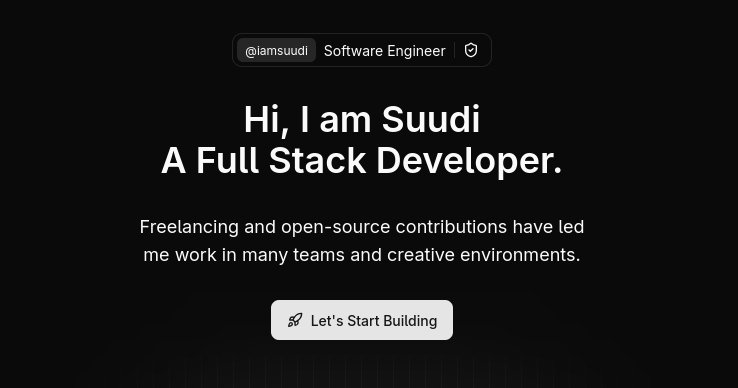 @iamsuudi Software Engineer
Hi, I am Suudi
A Full Stack Developer.
Freelancing and open-source contributions have led
me work in many teams and creative environments.
Let's Start Building